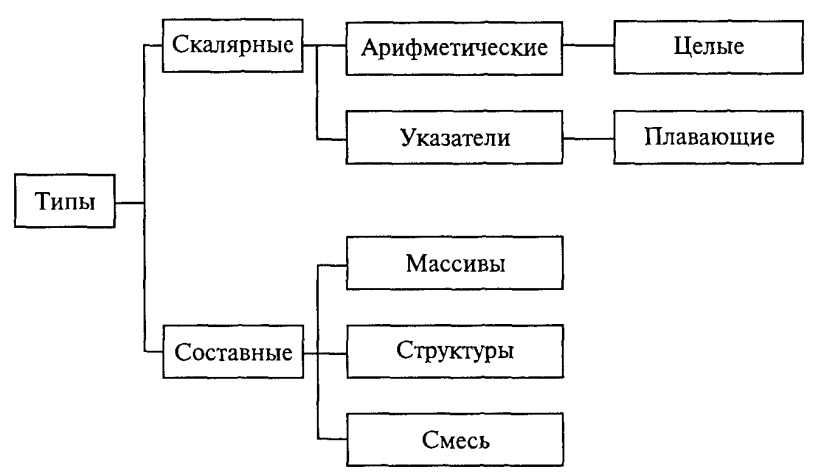 Скалярные
Арифметические
Целые
Указатели
Плавающие
Типы
Массивы
Составные
Структуры
Смесь